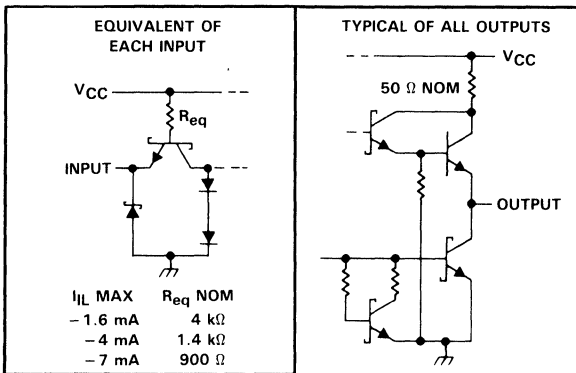 EQUIVALENT OF
EACH INPUT
VCC
Req
INPUT
IIL MAX Req NOM
−1.6 mA 4 kΩ
−4 mA 1.4 kΩ
−7 mA 900 Ω
TYPICAL OF ALL OUTPUTS
VCC
50 Ω NOM
OUTPUT